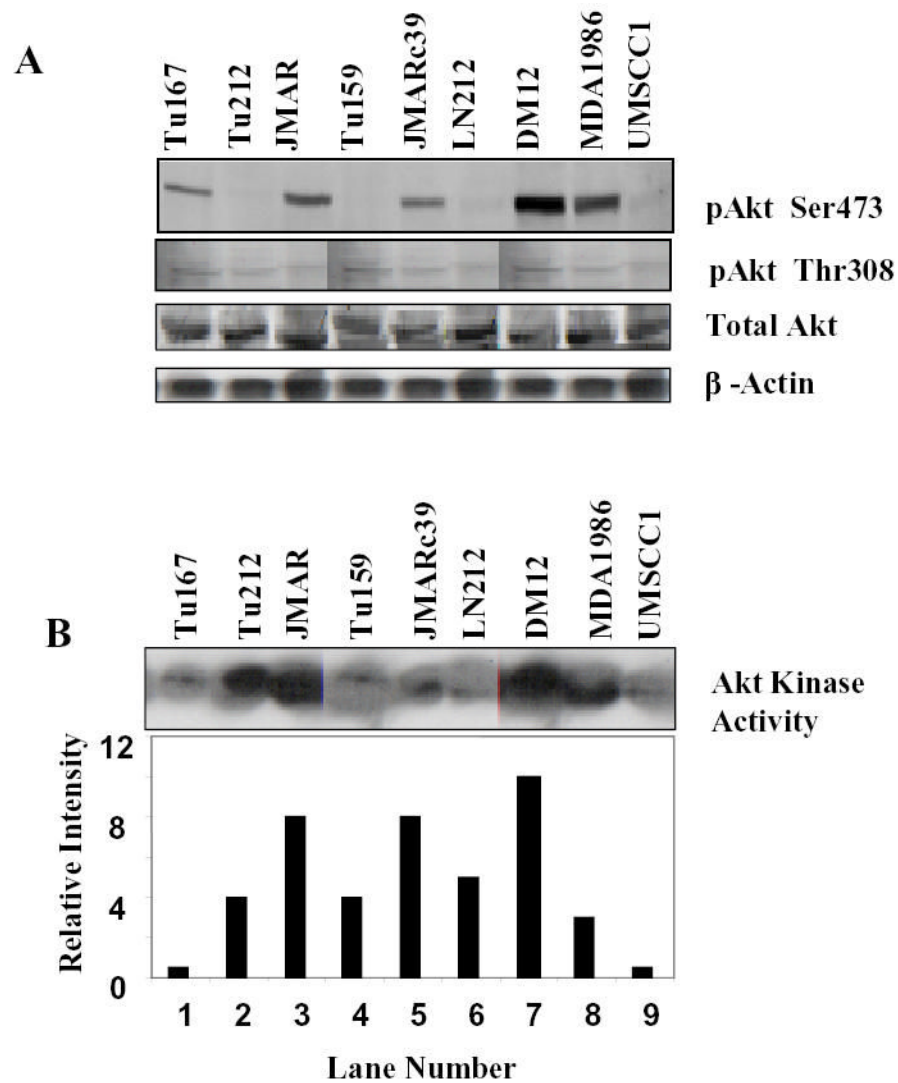 A
Tu167 Tu212 JMAR Tu159 JMARc39 LN212 DM12 MDA1986 UMSCC1
pAkt Ser473
pAkt Thr308
Total Akt
β -Actin
B
Tu167 Tu212 JMAR Tu159 JMARc39 LN212 DM12 MDA1986 UMSCC1
Akt Kinase
Activity
Relative Intensity
12
8
4
0
1 2 3 4 5 6 7 8 9
Lane Number